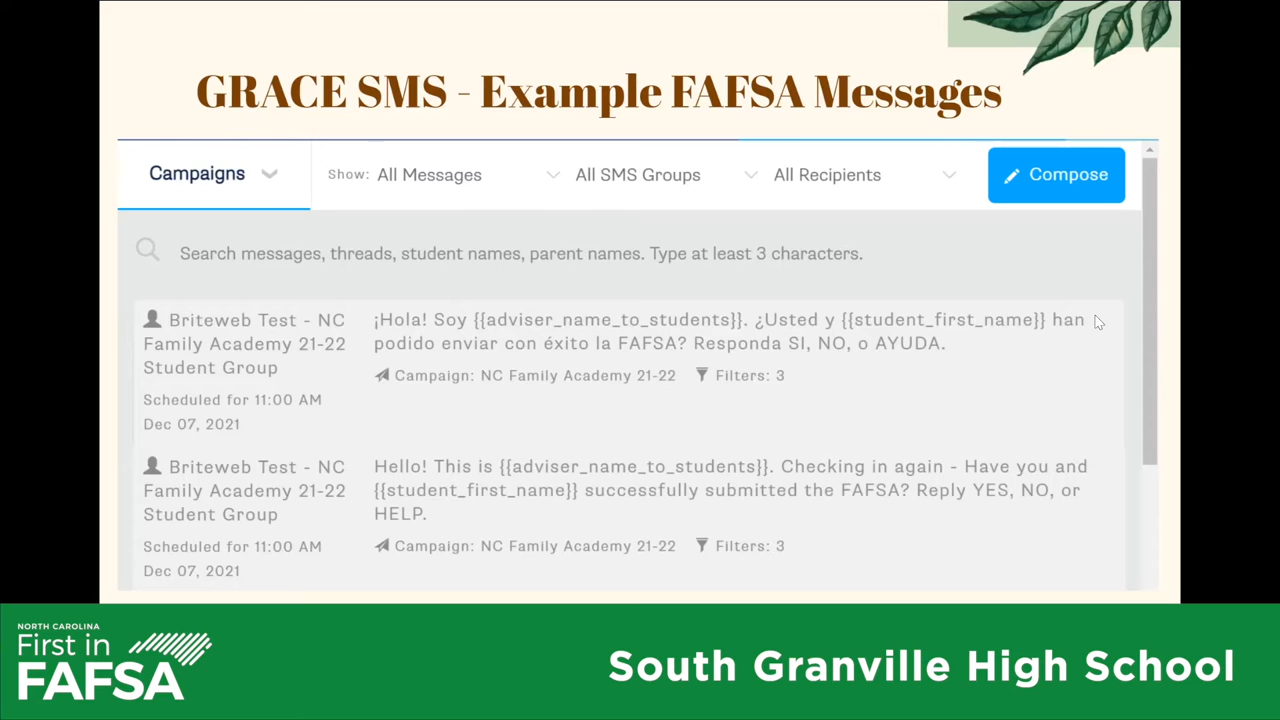 GRACE SMS - Example FAFSA Messages
Campaigns
Show: All Messages
All SMS Groups
All Recipients
Compose
Search messages, threads, student names, parent names. Type at least 3 characters.
Briteweb Test - NC
Family Academy 21-22
Student Group
Scheduled for 11:00 AM
Dec 07, 2021
¡Hola! Soy {{adviser_name_to_students}}. ¿Usted y {{student_first_name}} han
podido enviar con éxito la FAFSA? Responda SI, NO, o AYUDA.
Campaign: NC Family Academy 21-22
Filters: 3
Briteweb Test - NC
Family Academy 21-22
Student Group
Scheduled for 11:00 AM
Dec 07, 2021
Hello! This is {{adviser_name_to_students}}. Checking in again - Have you and
{{student_first_name}} successfully submitted the FAFSA? Reply YES, NO, or
HELP.
Campaign: NC Family Academy 21-22
Filters: 3
NORTH CAROLINA
First in
FAFSA
South Granville High School